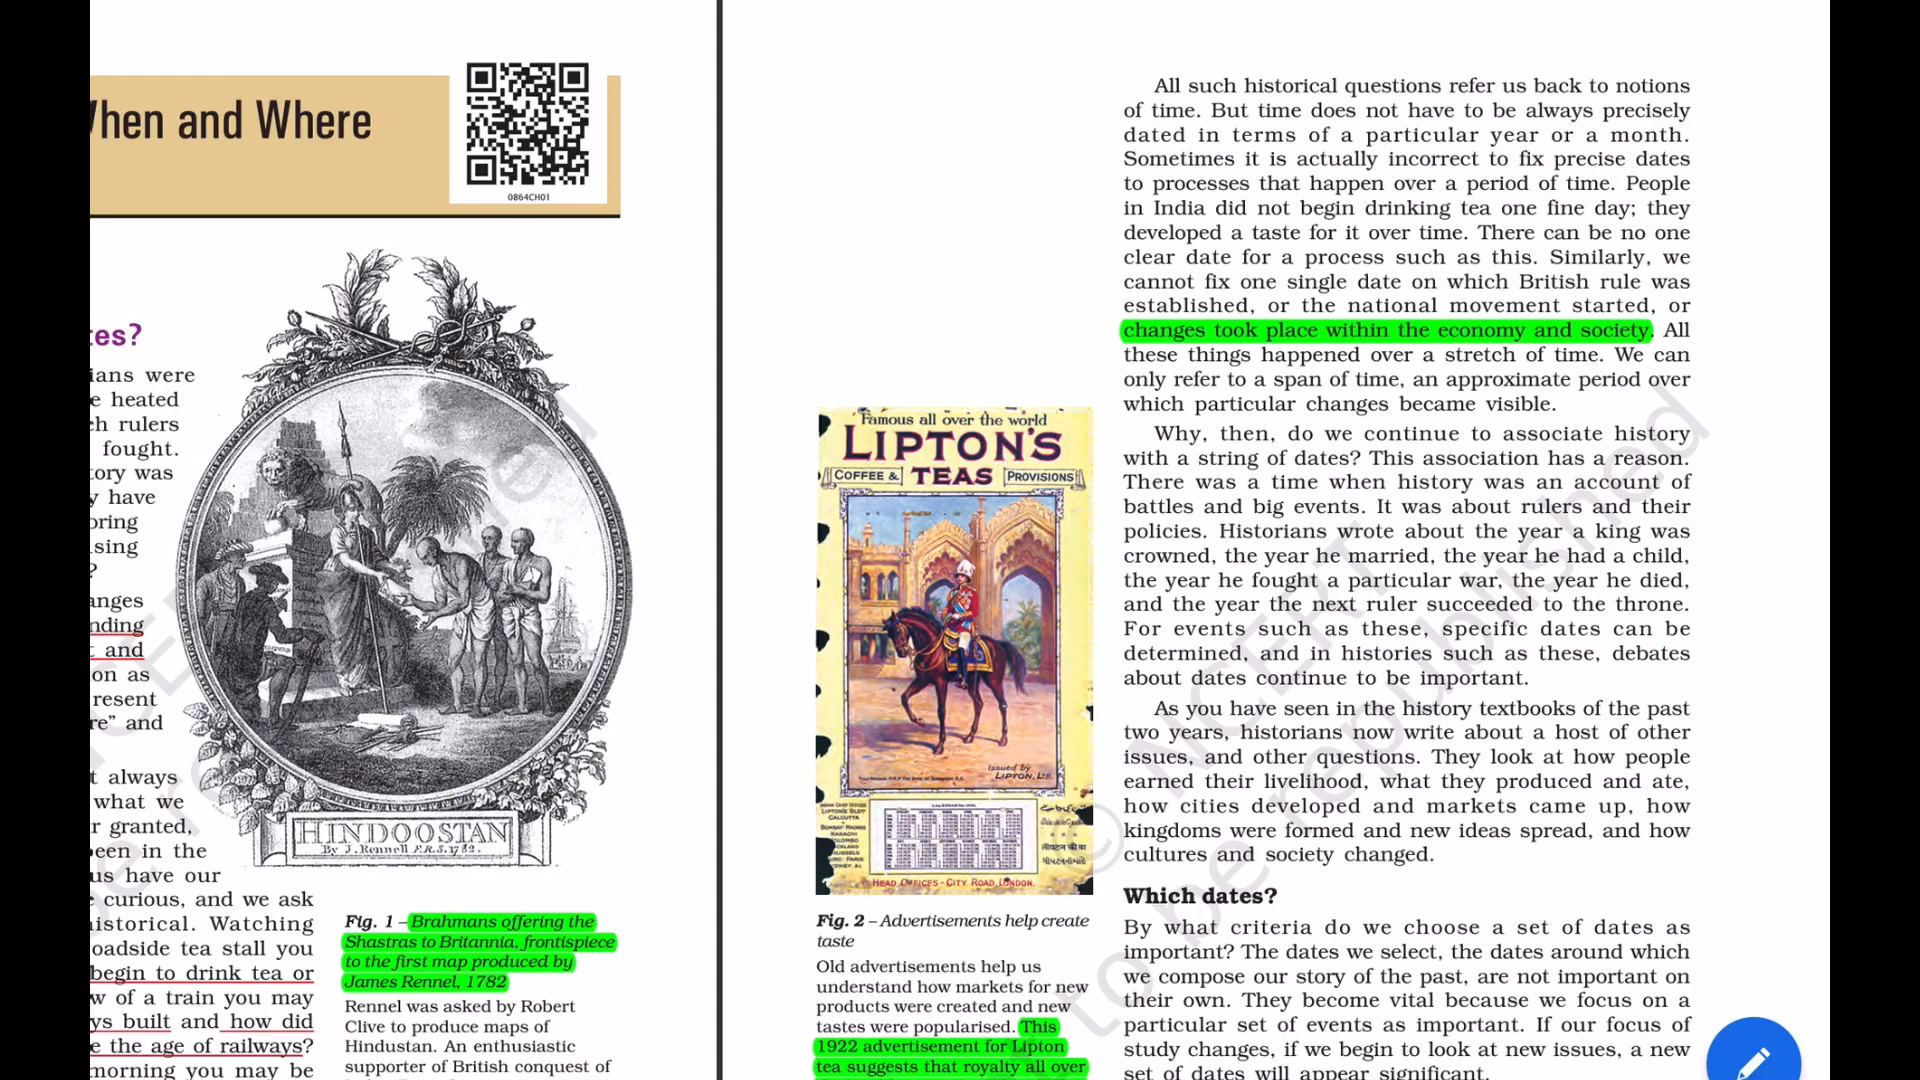 When and Where
0864CH01
tes?
ians were
e heated
ch rulers
fought.
tory was
y have
oring
ising
?
anges
nding
t and
on as
resent
re" and
t always
what we
r granted,
een in the
us have our
curious, and we ask
istorical. Watching
oadside tea stall you
begin to drink tea or
w of a train you may
ys built and how did
e the age of railways?
morning you may be
HINDOOSTAN
By J. Rennell F.R.S. 1782.
Fig. 1 – Brahmans offering the
Shastras to Britannia, frontispiece
to the first map produced by
James Rennel, 1782
Rennel was asked by Robert
Clive to produce maps of
Hindustan. An enthusiastic
supporter of British conquest of
Famous all over the world
LIPTON'S
COFFEE & TEAS PROVISIONS
Issued by
LIPTON, Ltd.
HEAD OFFICES - CITY ROAD, LONDON.
Fig. 2 – Advertisements help create
taste
Old advertisements help us
understand how markets for new
products were created and new
tastes were popularised. This
1922 advertisement for Lipton
tea suggests that royalty all over
All such historical questions refer us back to notions
of time. But time does not have to be always precisely
dated in terms of a particular year or a month.
Sometimes it is actually incorrect to fix precise dates
to processes that happen over a period of time. People
in India did not begin drinking tea one fine day; they
developed a taste for it over time. There can be no one
clear date for a process such as this. Similarly, we
cannot fix one single date on which British rule was
established, or the national movement started, or
changes took place within the economy and society. All
these things happened over a stretch of time. We can
only refer to a span of time, an approximate period over
which particular changes became visible.
Why, then, do we continue to associate history
with a string of dates? This association has a reason.
There was a time when history was an account of
battles and big events. It was about rulers and their
policies. Historians wrote about the year a king was
crowned, the year he married, the year he had a child,
the year he fought a particular war, the year he died,
and the year the next ruler succeeded to the throne.
For events such as these, specific dates can be
determined, and in histories such as these, debates
about dates continue to be important.
As you have seen in the history textbooks of the past
two years, historians now write about a host of other
issues, and other questions. They look at how people
earned their livelihood, what they produced and ate,
how cities developed and markets came up, how
kingdoms were formed and new ideas spread, and how
cultures and society changed.
Which dates?
By what criteria do we choose a set of dates as
important? The dates we select, the dates around which
we compose our story of the past, are not important on
their own. They become vital because we focus on a
particular set of events as important. If our focus of
study changes, if we begin to look at new issues, a new
set of dates will appear significant.
© NCERT
to be republished